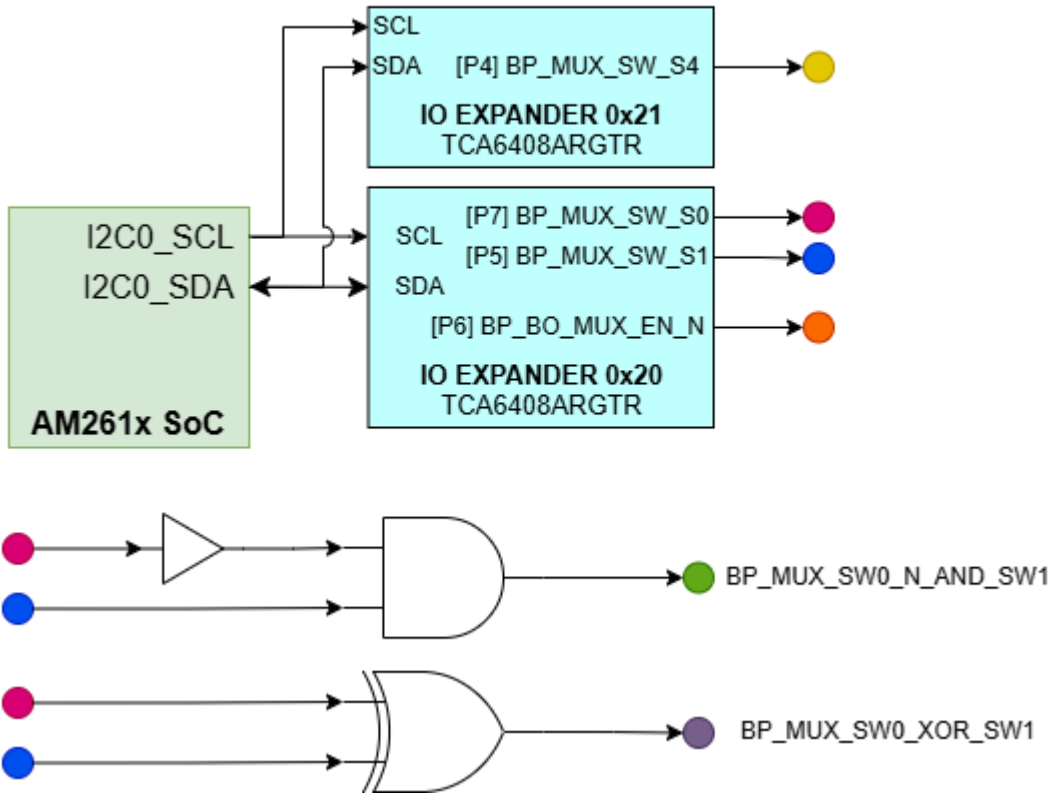 SCL
SDA [P4] BP_MUX_SW_S4
IO EXPANDER 0x21
TCA6408ARGTR
I2C0_SCL
I2C0_SDA
AM261x SoC
[P7] BP_MUX_SW_S0
SCL
[P5] BP_MUX_SW_S1
SDA
[P6] BP_BO_MUX_EN_N
IO EXPANDER 0x20
TCA6408ARGTR
BP_MUX_SW0_N_AND_SW1
BP_MUX_SW0_XOR_SW1